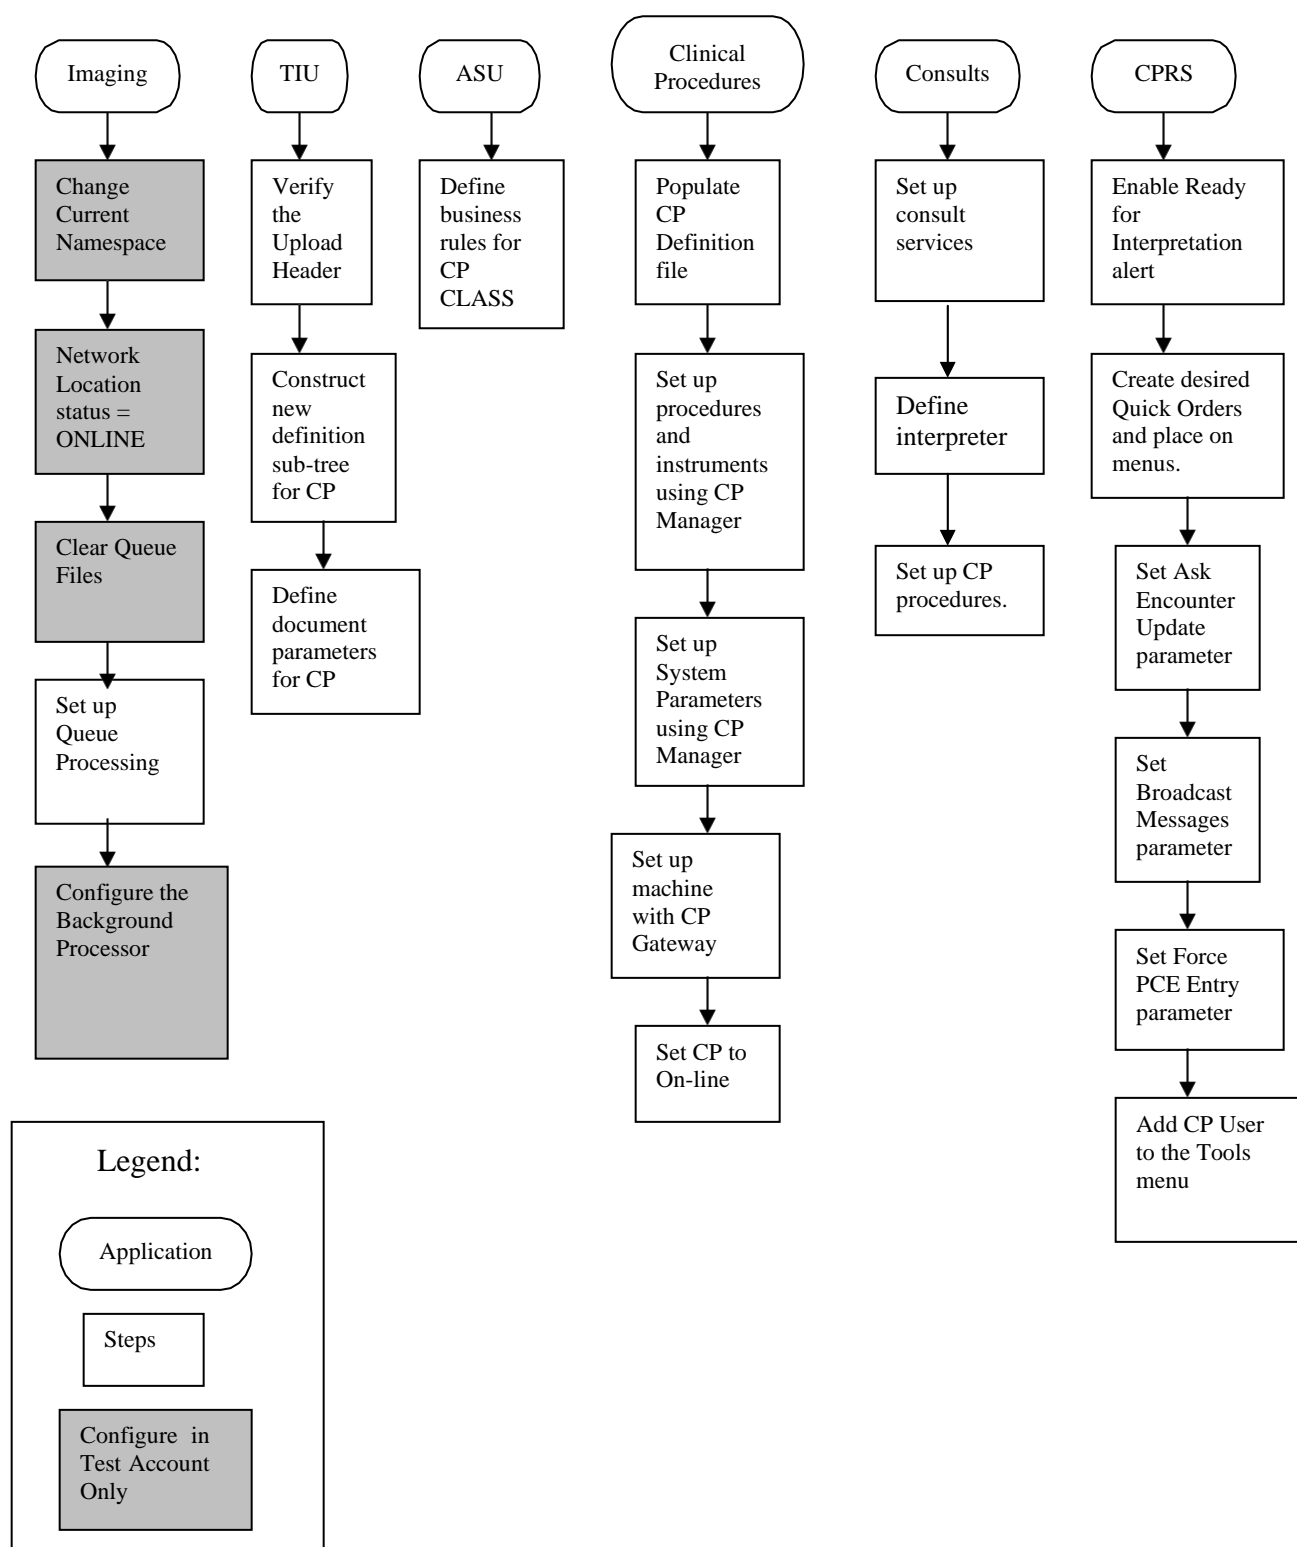 Imaging
Change
Current
Namespace
Network
Location
status =
ONLINE
Clear Queue
Files
Set up
Queue
Processing
Configure the
Background
Processor
TIU
Verify
the
Upload
Header
Construct
new
definition
sub-tree
for CP
Define
document
parameters
for CP
ASU
Define
business
rules for
CP
CLASS
Clinical
Procedures
Populate
CP
Definition
file
Set up
procedures
and
instruments
using CP
Manager
Set up
System
Parameters
using CP
Manager
Set up
machine
with CP
Gateway
Set CP to
On-line
Consults
Set up
consult
services
Define
interpreter
Set up CP
procedures.
CPRS
Enable Ready
for
Interpretation
alert
Create desired
Quick Orders
and place on
menus.
Set Ask
Encounter
Update
parameter
Set
Broadcast
Messages
parameter
Set Force
PCE Entry
parameter
Add CP User
to the Tools
menu
Legend:
Application
Steps
Configure in
Test Account
Only